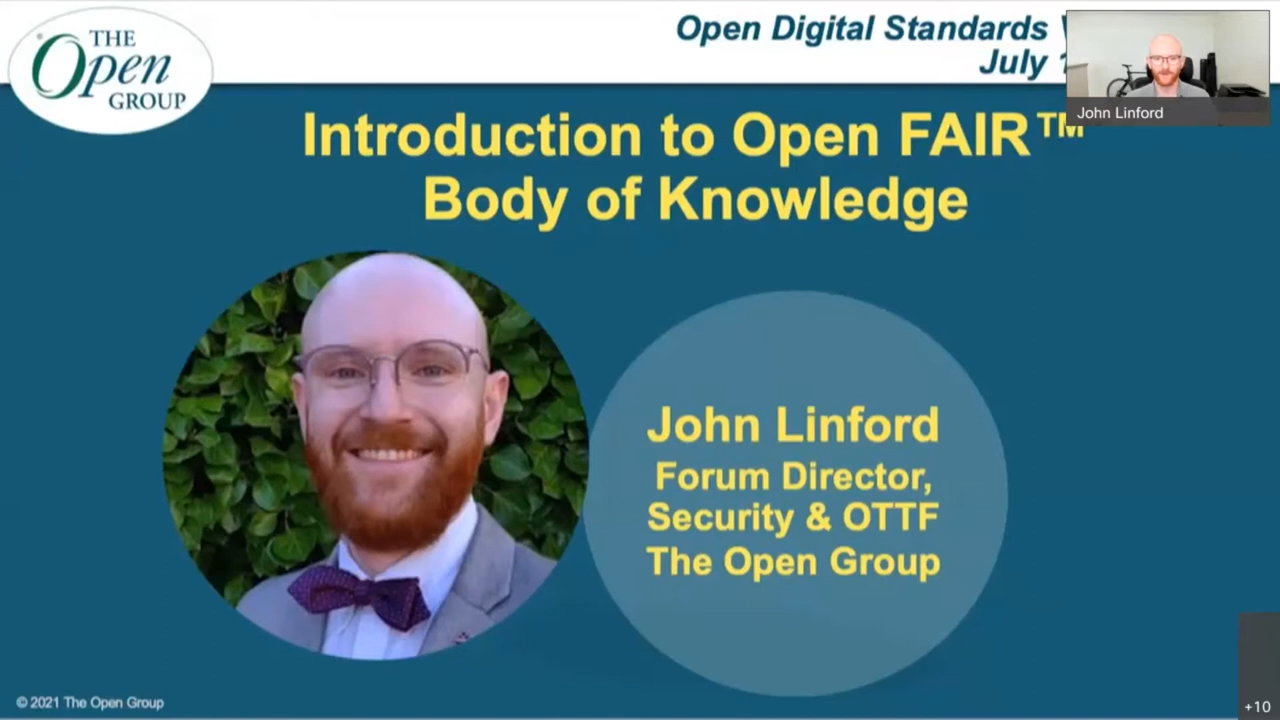 THE
Open
GROUP
Open Digital Standards
July
John Linford
Introduction to Open FAIR™
Body of Knowledge
John Linford
Forum Director,
Security & OTTF
The Open Group
© 2021 The Open Group
+10